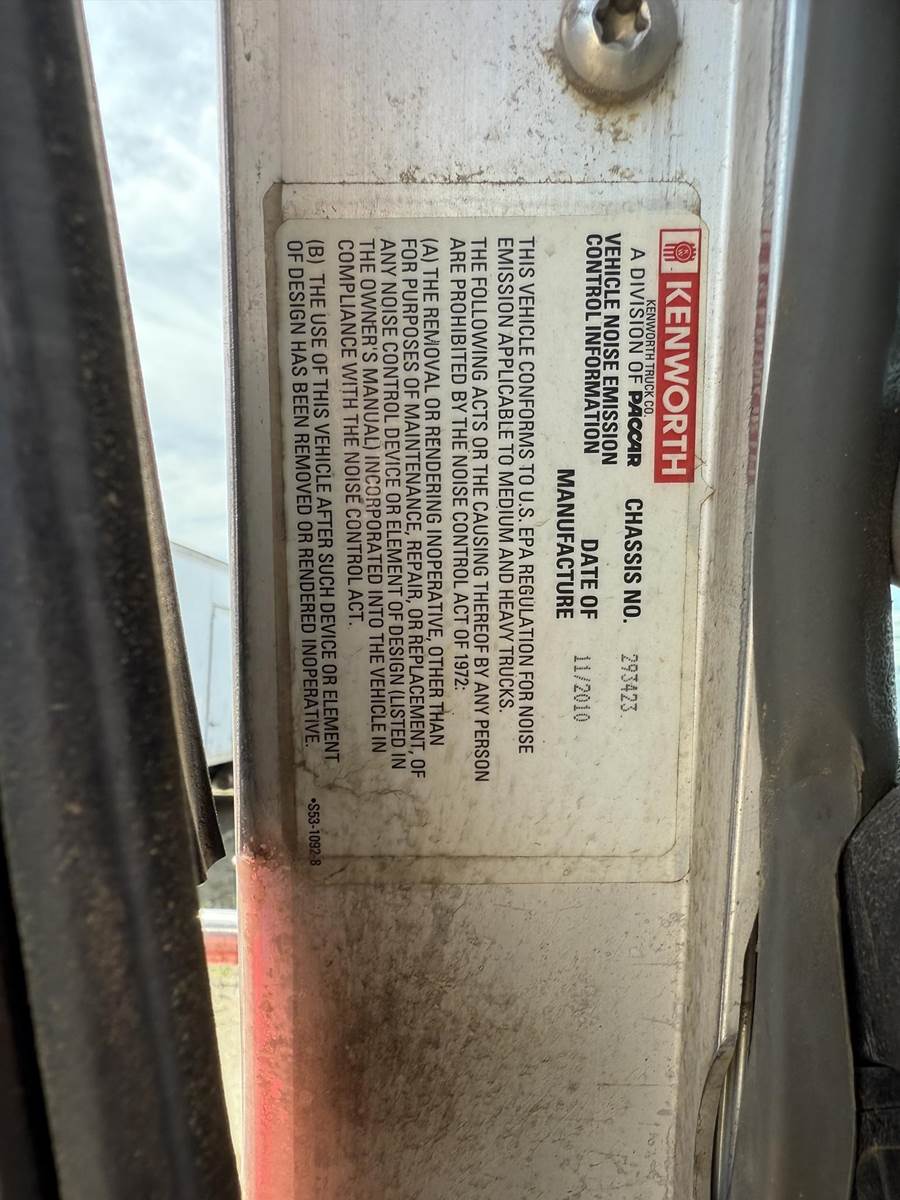 KENWORTH
KENWORTH TRUCK CO.
A DIVISION OF PACCAR
CHASSIS NO. 293423
VEHICLE NOISE EMISSION
CONTROL INFORMATION
DATE OF
MANUFACTURE
11/2010
THIS VEHICLE CONFORMS TO U.S. EPA REGULATION FOR NOISE
EMISSION APPLICABLE TO MEDIUM AND HEAVY TRUCKS.
THE FOLLOWING ACTS OR THE CAUSING THEREOF BY ANY PERSON
ARE PROHIBITED BY THE NOISE CONTROL ACT OF 1972:
(A) THE REMOVAL OR RENDERING INOPERATIVE, OTHER THAN
FOR PURPOSES OF MAINTENANCE, REPAIR, OR REPLACEMENT, OF
ANY NOISE CONTROL DEVICE OR ELEMENT OF DESIGN (LISTED IN
THE OWNER'S MANUAL) INCORPORATED INTO THE VEHICLE IN
COMPLIANCE WITH THE NOISE CONTROL ACT.
(B) THE USE OF THIS VEHICLE AFTER SUCH DEVICE OR ELEMENT
OF DESIGN HAS BEEN REMOVED OR RENDERED INOPERATIVE.
•S53-1092-8